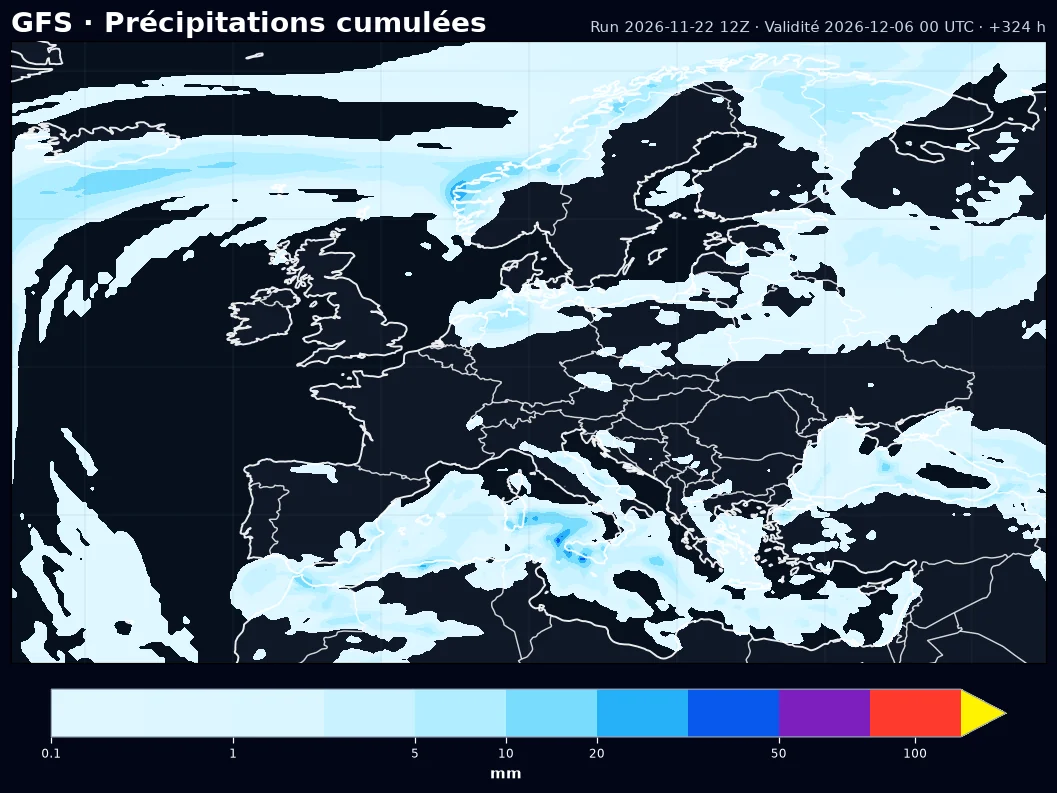 GFS · Précipitations cumulées
Run 2026-11-22 12Z · Validité 2026-12-06 00 UTC · +324 h
0.1 1 5 10 20 50 100
mm